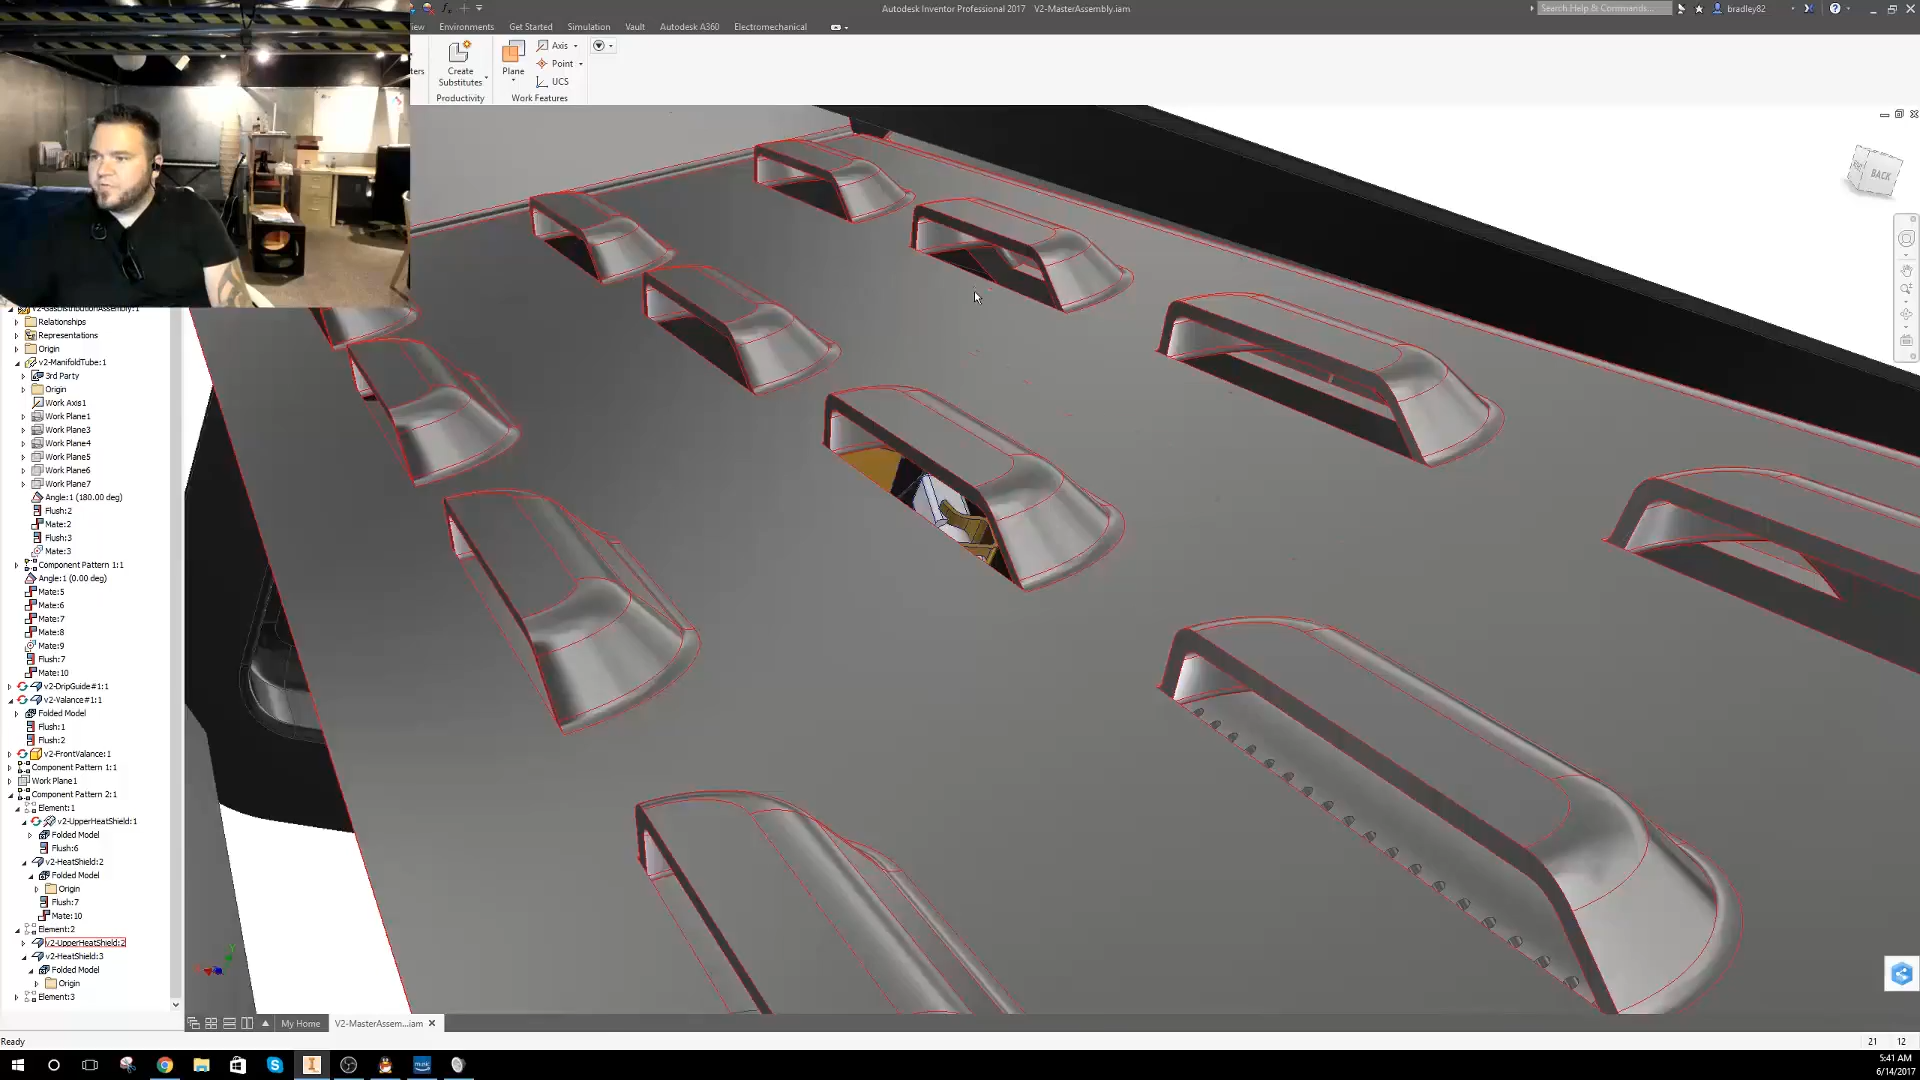 Autodesk Inventor Professional 2017 V2-MasterAssembly.iam
Search Help & Commands...
bradley82
Environments
Get Started
Simulation
Vault
Autodesk A360
Electromechanical
Create
Substitutes
Productivity
Plane
Axis
Point
UCS
Work Features
BACK
Relationships
Representations
Origin
v2-ManifoldTube:1
3rd Party
Origin
Work Axis1
Work Plane1
Work Plane3
Work Plane4
Work Plane5
Work Plane6
Work Plane7
Angle:1 (180.00 deg)
Flush:2
Mate:2
Flush:3
Mate:3
Component Pattern 1:1
Angle:1 (0.00 deg)
Mate:5
Mate:6
Mate:7
Mate:8
Mate:9
Flush:7
Mate:10
v2-DripGuide#1:1
v2-Valance#1:1
Folded Model
Flush:1
Flush:2
v2-FrontValance:1
Component Pattern 1:1
Work Plane1
Component Pattern 2:1
Element:1
v2-UpperHeatShield:1
Folded Model
Flush:6
v2-HeatShield:2
Folded Model
Origin
Flush:7
Mate:10
Element:2
v2-UpperHeatShield:2
v2-HeatShield:3
Folded Model
Origin
Element:3
My Home
V2-MasterAssem...iam
Ready
21 12
5:41 AM
6/14/2017